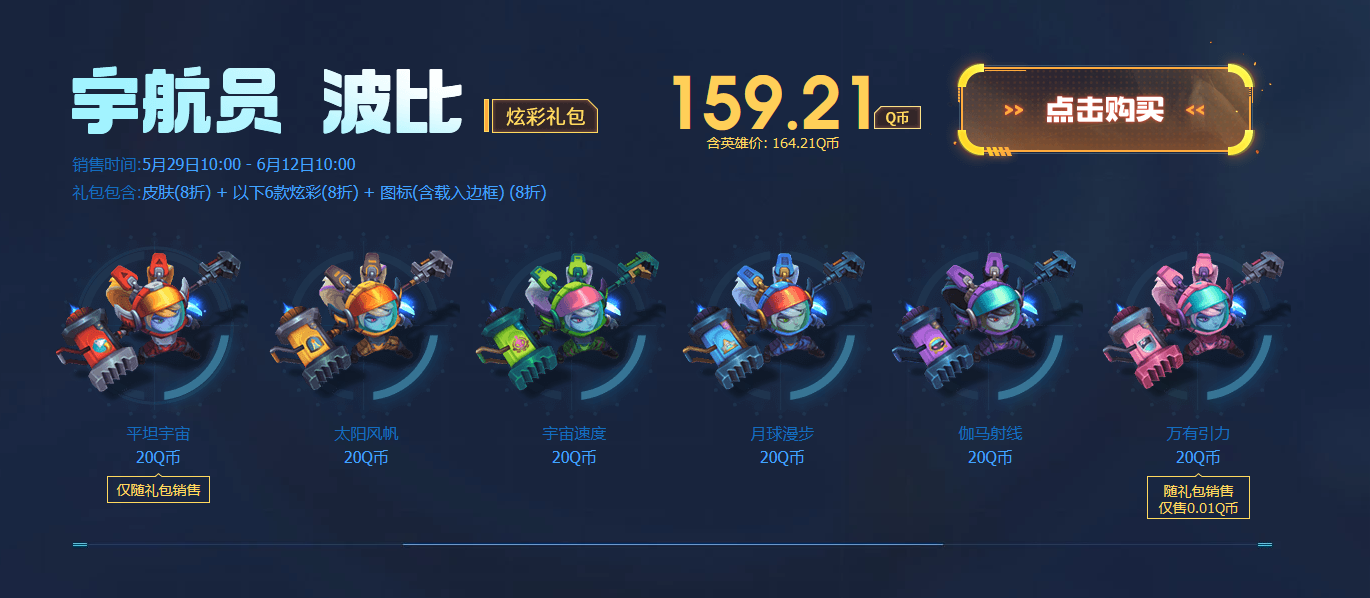 宇航员 波比
炫彩礼包
159.21
Q币
含英雄价: 164.21Q币
点击购买
销售时间:5月29日10:00 - 6月12日10:00
礼包包含:皮肤(8折) + 以下6款炫彩(8折) + 图标(含载入边框) (8折)
平坦宇宙
20Q币
仅随礼包销售
太阳风帆
20Q币
宇宙速度
20Q币
月球漫步
20Q币
伽马射线
20Q币
万有引力
20Q币
随礼包销售
仅售0.01Q币